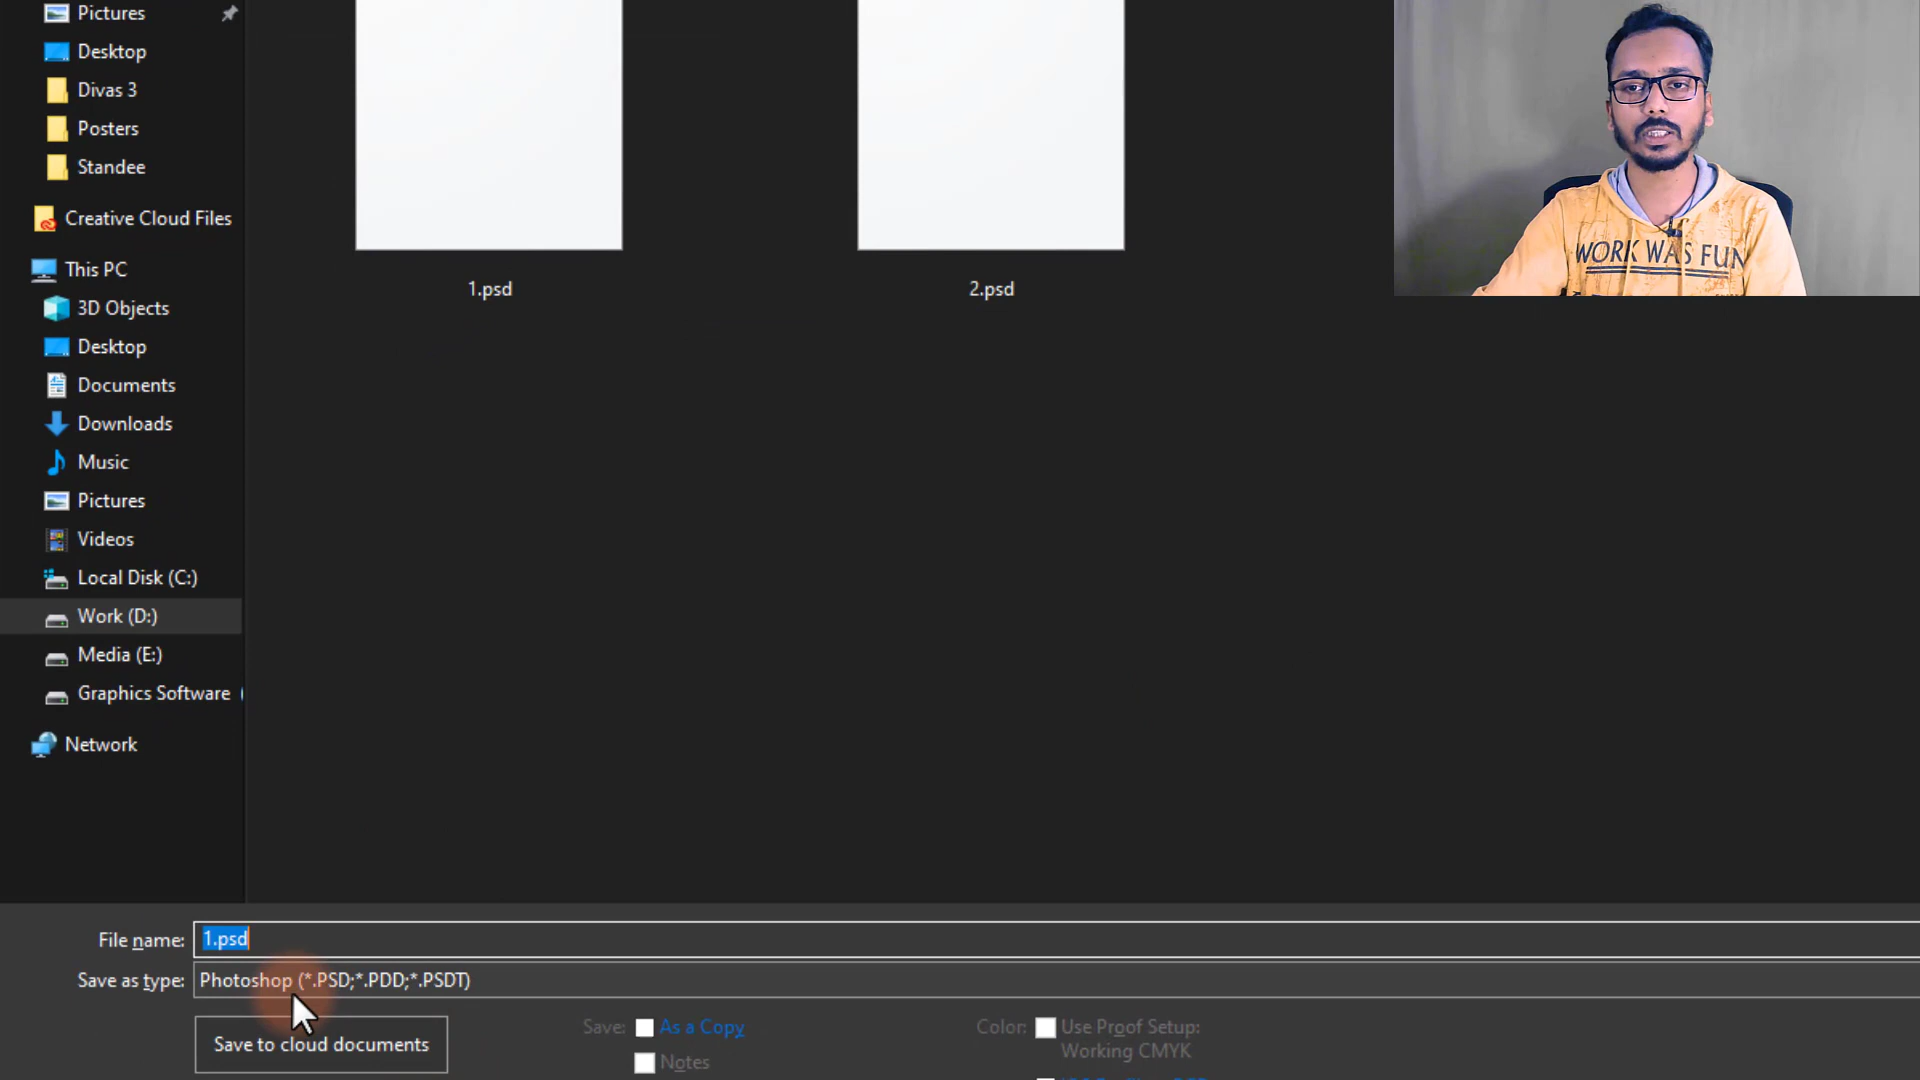 Pictures
Desktop
Divas 3
Posters
Standee
Creative Cloud Files
This PC
3D Objects
Desktop
Documents
Downloads
Music
Pictures
Videos
Local Disk (C:)
Work (D:)
Media (E:)
Graphics Software
Network
1.psd
2.psd
WORK WAS FUN
File name:
1.psd
Save as type:
Photoshop (*.PSD;*.PDD;*.PSDT)
Save to cloud documents
Save:
As a Copy
Notes
Color:
Use Proof Setup:
Working CMYK